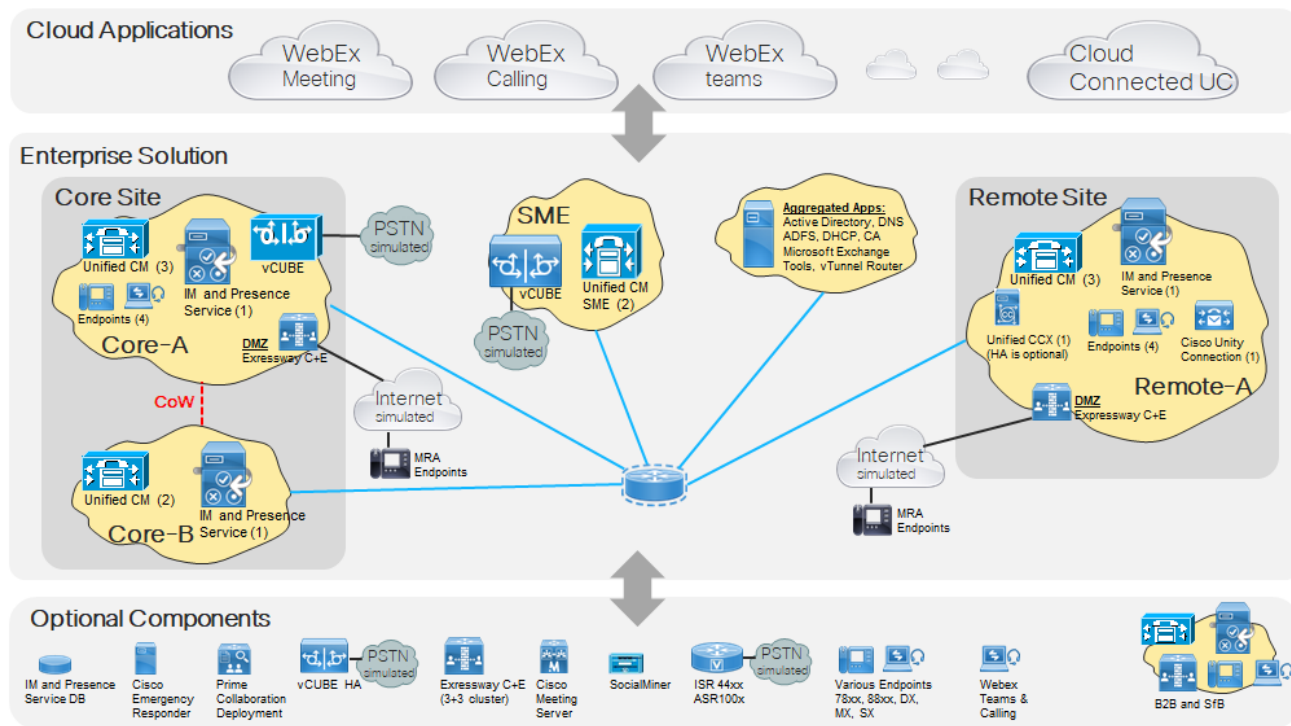 Cloud Applications
WebEx
Meeting
WebEx
Calling
WebEx
teams
Cloud
Connected UC
Enterprise Solution
Core Site
Unified CM (3)
IM and Presence
Service (1)
vCUBE
PSTN
simulated
Endpoints (4)
Core-A
DMZ
Exressway C+E
CoW
Internet
simulated
MRA
Endpoints
Unified CM (2)
IM and Presence
Service (1)
Core-B
SME
vCUBE
Unified CM
SME (2)
PSTN
simulated
Aggregated Apps:
Active Directory, DNS
ADFS, DHCP, CA
Microsoft Exchange
Tools, vTunnel Router
Remote Site
Unified CM (3)
IM and Presence
Service (1)
Unified CCX (1)
(HA is optional)
Endpoints (4)
Cisco Unity
Connection (1)
Remote-A
DMZ
Expressway C+E
Internet
simulated
MRA
Endpoints
Optional Components
IM and Presence
Service DB
Cisco
Emergency
Responder
Prime
Collaboration
Deployment
vCUBE HA
PSTN
simulated
Exressway C+E
(3+3 cluster)
M
Cisco
Meeting
Server
SocialMiner
V
ISR 44xx
ASR100x
PSTN
simulated
Various Endpoints
78xx, 88xx, DX,
MX, SX
Webex
Teams &
Calling
B2B and SfB